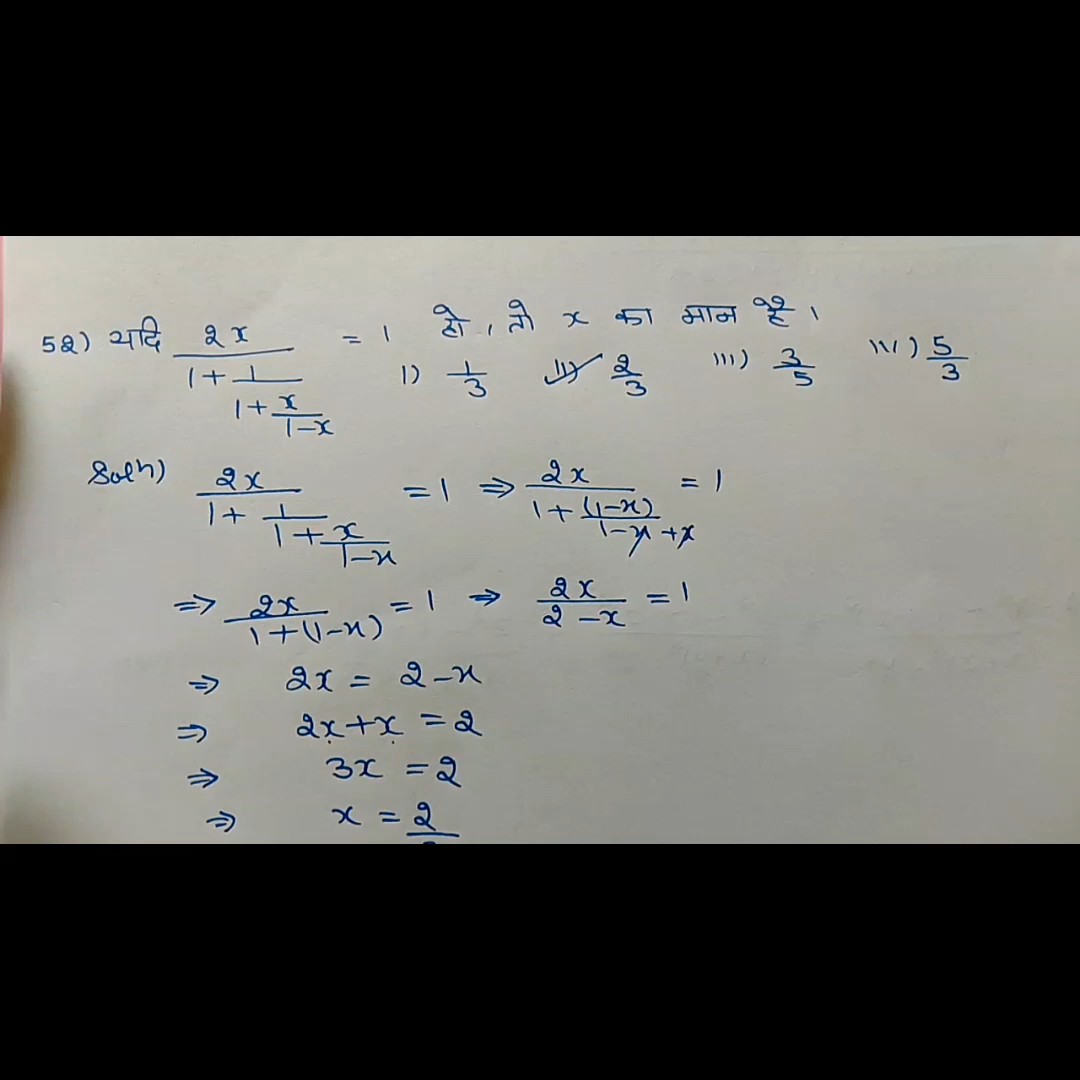 52) यदि 2x / (1 + 1 / (1 + x / (1-x))) = 1 हो, तो x का मान है।
i) 1/3 ii) 2/3 iii) 3/5 iv) 5/3
Soln) 2x / (1 + 1 / (1 + x / (1-x))) = 1 ⇒ 2x / (1 + (1-x) / (1-x+x)) = 1
⇒ 2x / (1+(1-x)) = 1 ⇒ 2x / (2-x) = 1
⇒ 2x = 2-x
⇒ 2x+x = 2
⇒ 3x = 2
⇒ x = 2/